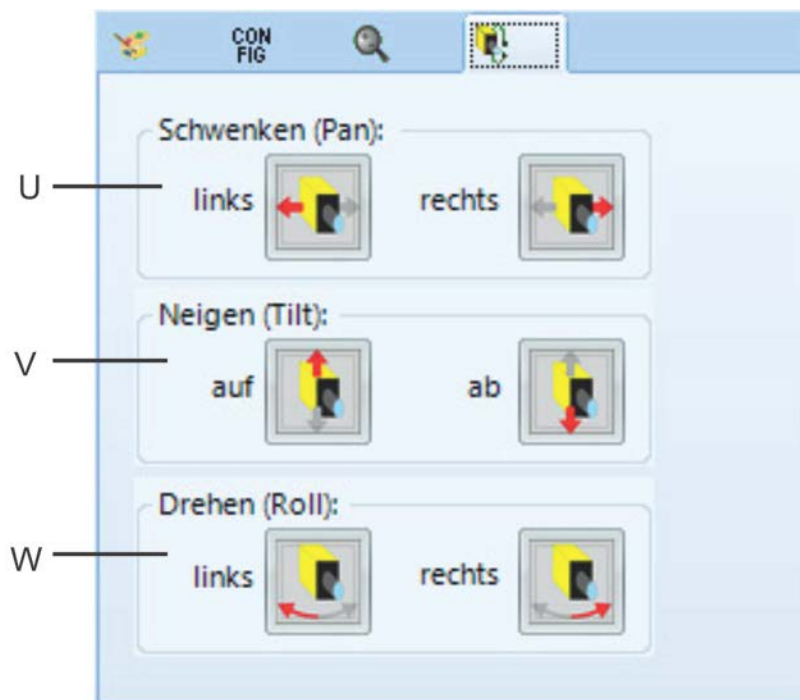 CON
FIG
Schwenken (Pan):
U
links rechts
Neigen (Tilt):
V
auf ab
Drehen (Roll):
W
links rechts